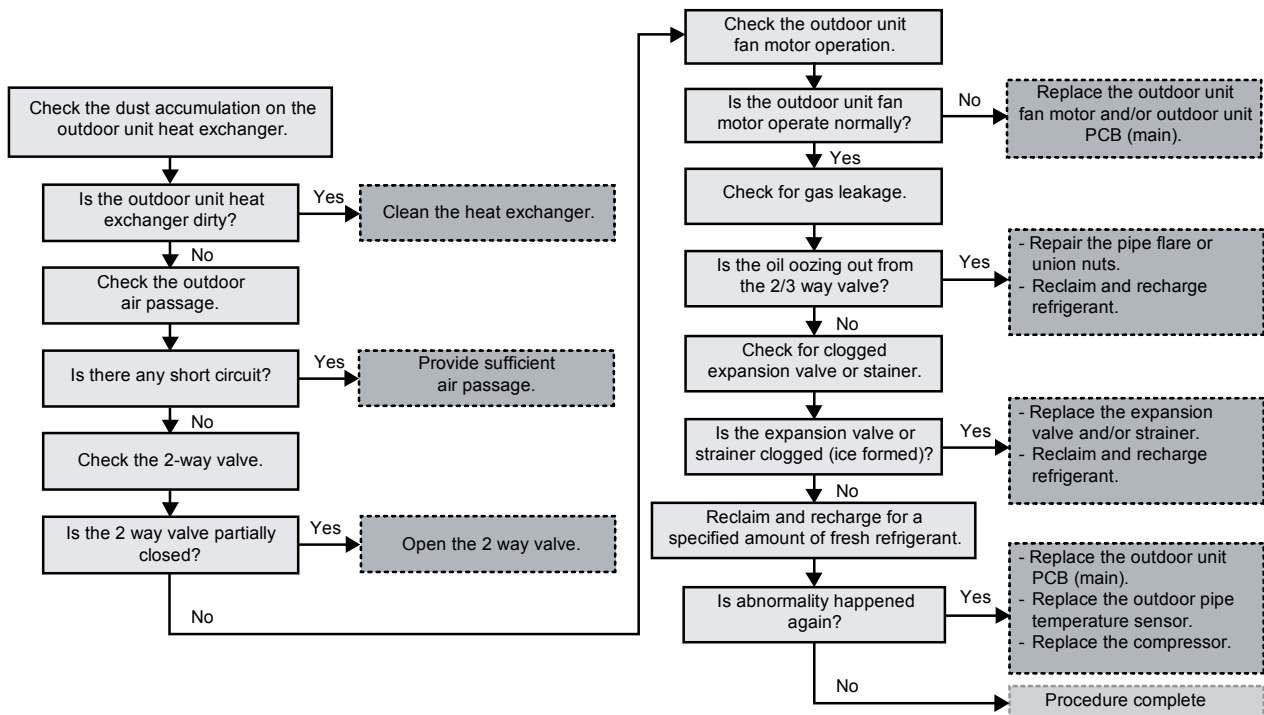 Check the dust accumulation on the
outdoor unit heat exchanger.
Is the outdoor unit heat
exchanger dirty?
Yes
Clean the heat exchanger.
No
Check the outdoor
air passage.
Is there any short circuit?
Yes
Provide sufficient
air passage.
No
Check the 2-way valve.
Is the 2 way valve partially
closed?
Yes
Open the 2 way valve.
No
Check the outdoor unit
fan motor operation.
Is the outdoor unit fan
motor operate normally?
No
Replace the outdoor unit
fan motor and/or outdoor unit
PCB (main).
Yes
Check for gas leakage.
Is the oil oozing out from
the 2/3 way valve?
Yes
- Repair the pipe flare or
union nuts.
- Reclaim and recharge
refrigerant.
No
Check for clogged
expansion valve or stainer.
Is the expansion valve or
strainer clogged (ice formed)?
Yes
- Replace the expansion
valve and/or strainer.
- Reclaim and recharge
refrigerant.
No
Reclaim and recharge for a
specified amount of fresh refrigerant.
Is abnormality happened
again?
Yes
- Replace the outdoor unit
PCB (main).
- Replace the outdoor pipe
temperature sensor.
- Replace the compressor.
No
Procedure complete